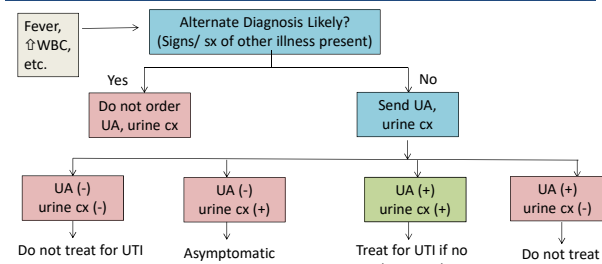 Fever,
⇧WBC,
etc.
Alternate Diagnosis Likely?
(Signs/ sx of other illness present)
Yes
No
Do not order
UA, urine cx
Send UA,
urine cx
UA (-)
urine cx (-)
UA (-)
urine cx (+)
UA (+)
urine cx (+)
UA (+)
urine cx (-)
Do not treat for UTI
Asymptomatic
Treat for UTI if no
Do not treat